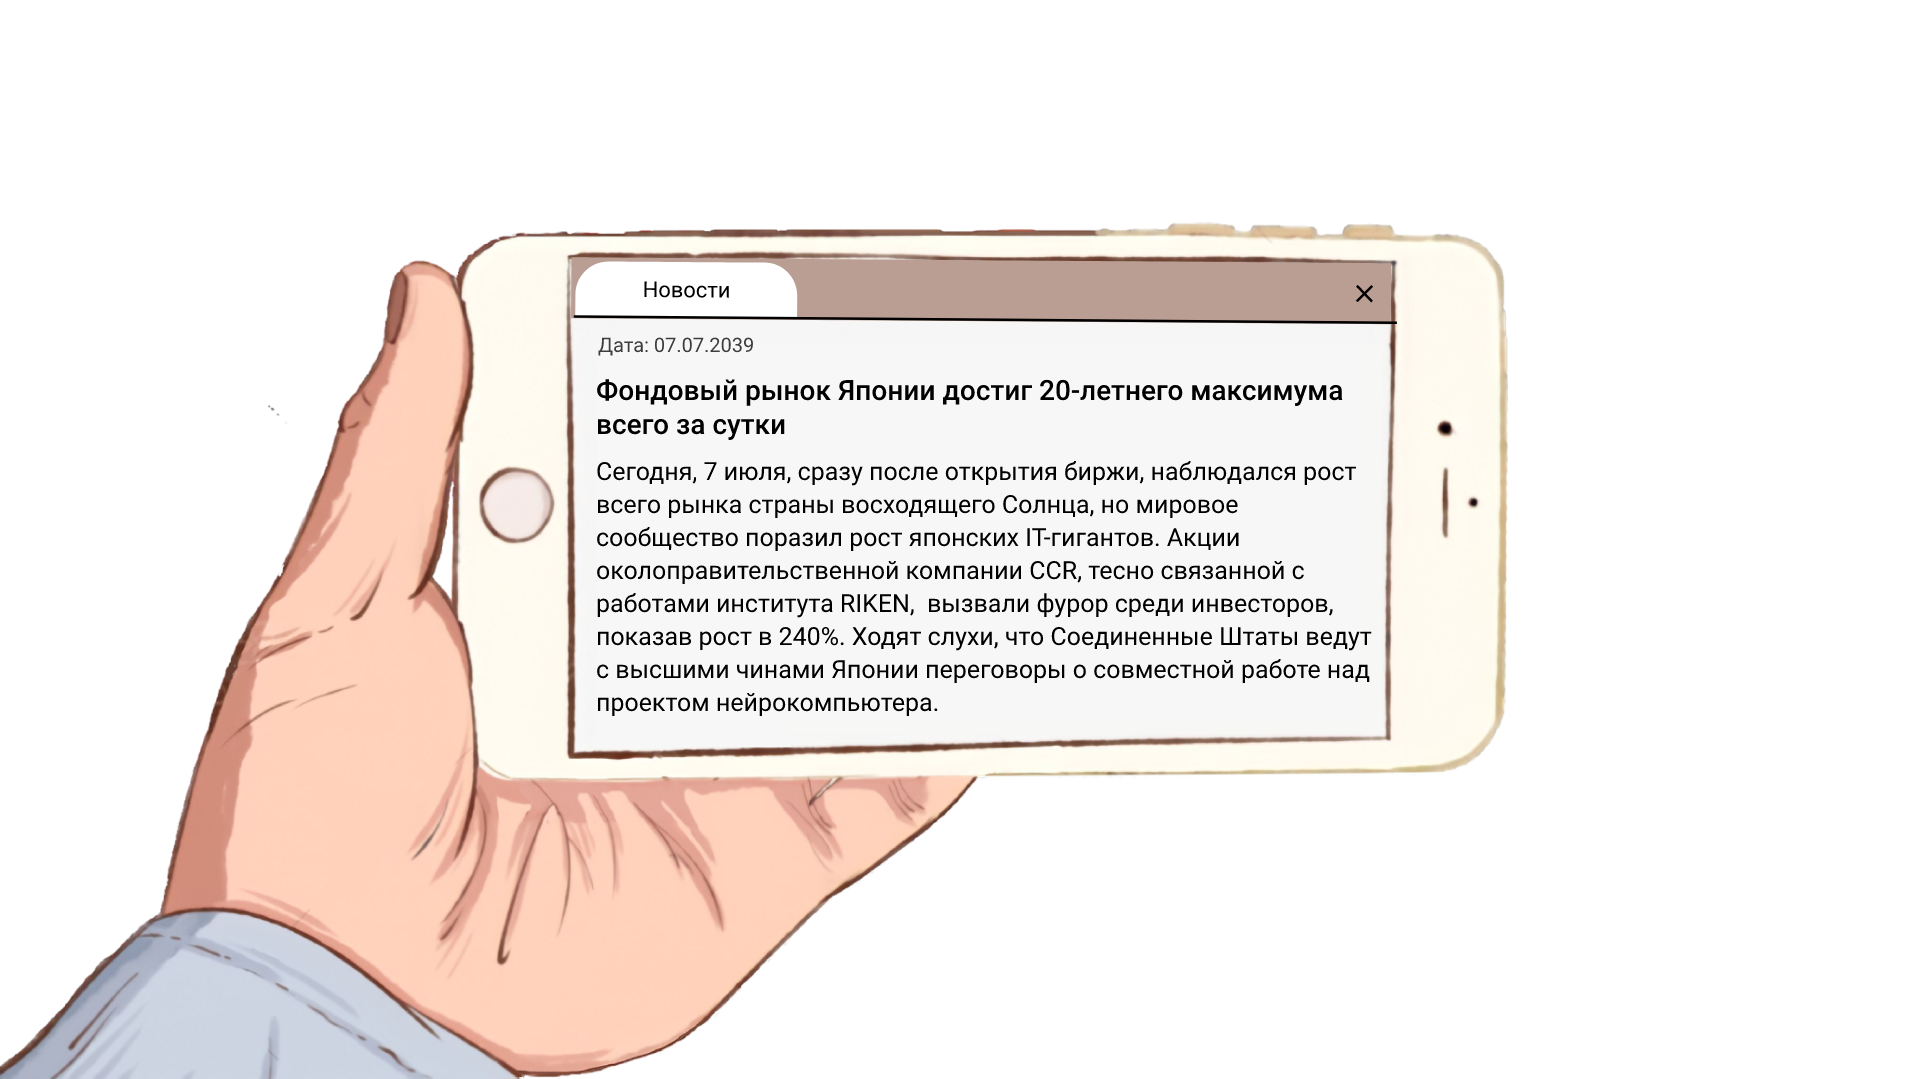 Новости
Дата: 07.07.2039
Фондовый рынок Японии достиг 20-летнего максимума
всего за сутки
Сегодня, 7 июля, сразу после открытия биржи, наблюдался рост
всего рынка страны восходящего Солнца, но мировое
сообщество поразил рост японских IT-гигантов. Акции
околоправительственной компании CCR, тесно связанной с
работами института RIKEN,  вызвали фурор среди инвесторов,
показав рост в 240%. Ходят слухи, что Соединенные Штаты ведут
с высшими чинами Японии переговоры о совместной работе над
проектом нейрокомпьютера.